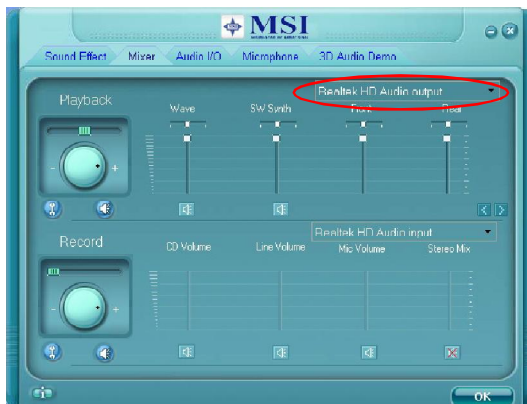 MSI
Sound Effect Mixer Audio I/O Microphone 3D Audio Demo
Realtek HD Audio output
Playback
Wave SW Synth Front Rear
- +
Realtek HD Audio input
Record
CD Volume Line Volume Mic Volume Stereo Mix
- +
OK